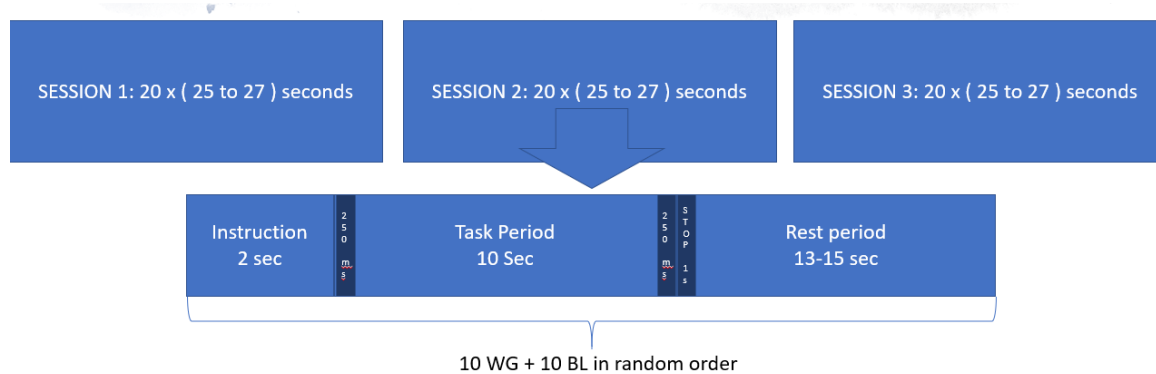 SESSION 1: 20 x ( 25 to 27 ) seconds
SESSION 2: 20 x ( 25 to 27 ) seconds
SESSION 3: 20 x ( 25 to 27 ) seconds
Instruction
2 sec
250 ms
Task Period
10 Sec
250 ms
STOP 1s
Rest period
13-15 sec
10 WG + 10 BL in random order